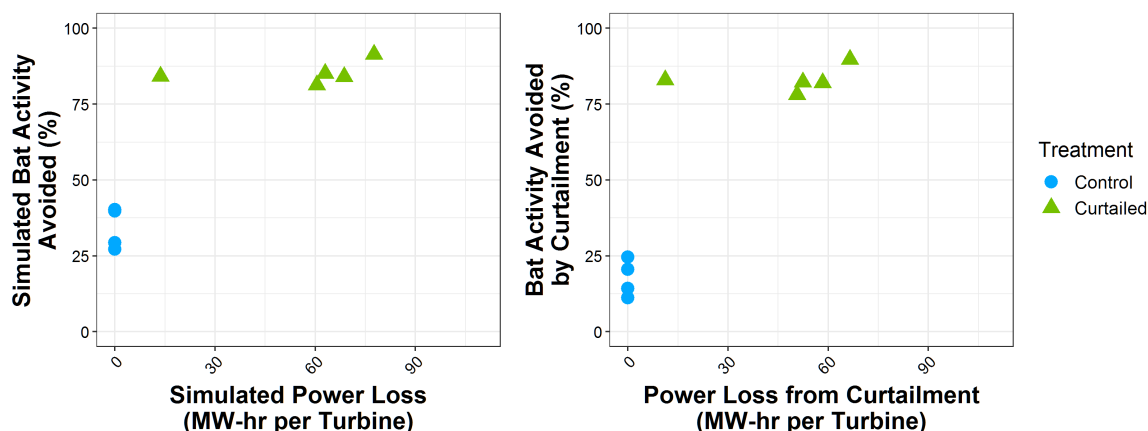 Simulated Bat Activity
Avoided (%)
100
75
50
25
0
0
30
60
90
Simulated Power Loss
(MW-hr per Turbine)
Bat Activity Avoided
by Curtailment (%)
100
75
50
25
0
0
30
60
90
Power Loss from Curtailment
(MW-hr per Turbine)
Treatment
Control
Curtailed